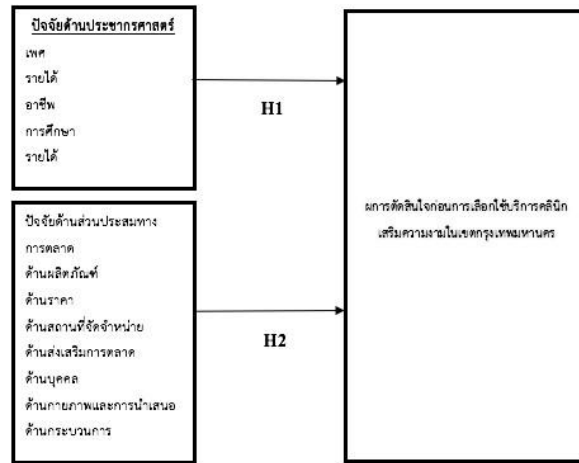 ปัจจัยด้านประชากรศาสตร์
เพศ
รายได้
อาชีพ
การศึกษา
รายได้
H1
ปัจจัยด้านส่วนประสมทาง
การตลาด
ด้านผลิตภัณฑ์
ด้านราคา
ด้านสถานที่จัดจำหน่าย
ด้านส่งเสริมการตลาด
ด้านบุคคล
ด้านกายภาพและการนำเสนอ
ด้านกระบวนการ
H2
ผการตัดสินใจก่อนการเลือกใช้บริการคลินิก
เสริมความงามในเขตกรุงเทพมหานคร